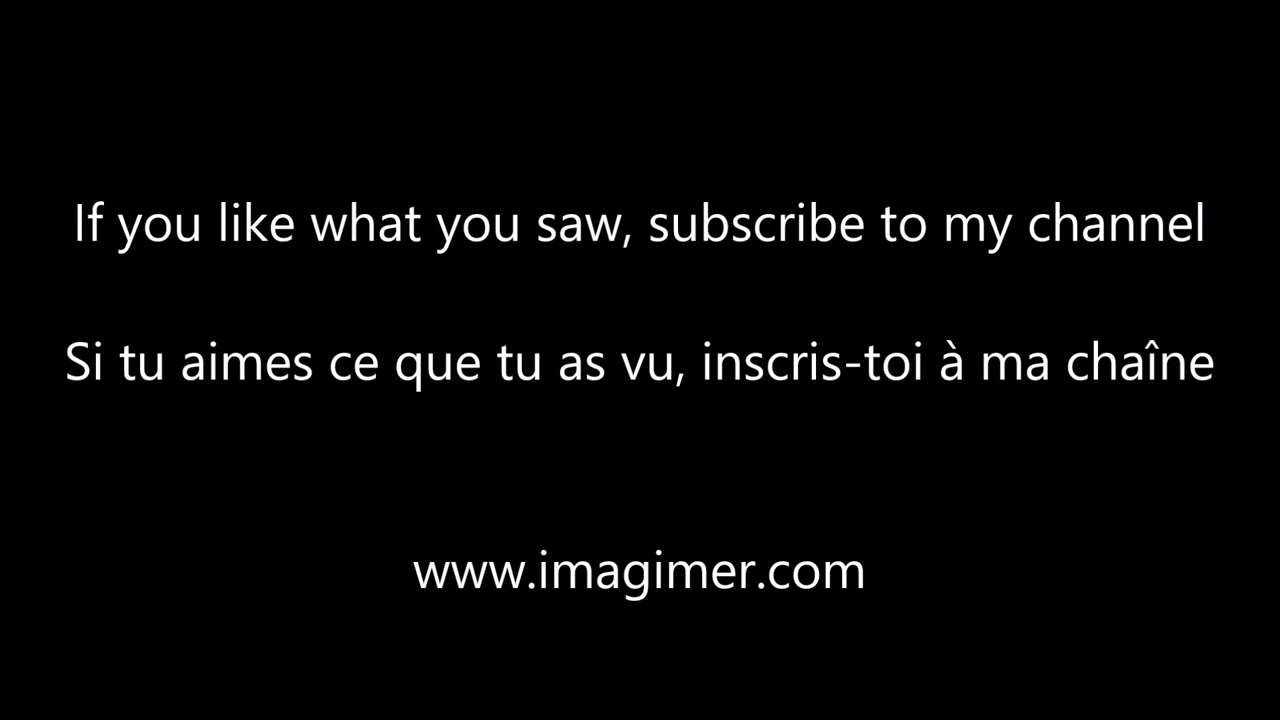 If you like what you saw, subscribe to my channel
Si tu aimes ce que tu as vu, inscris-toi à ma chaîne
www.imagimer.com